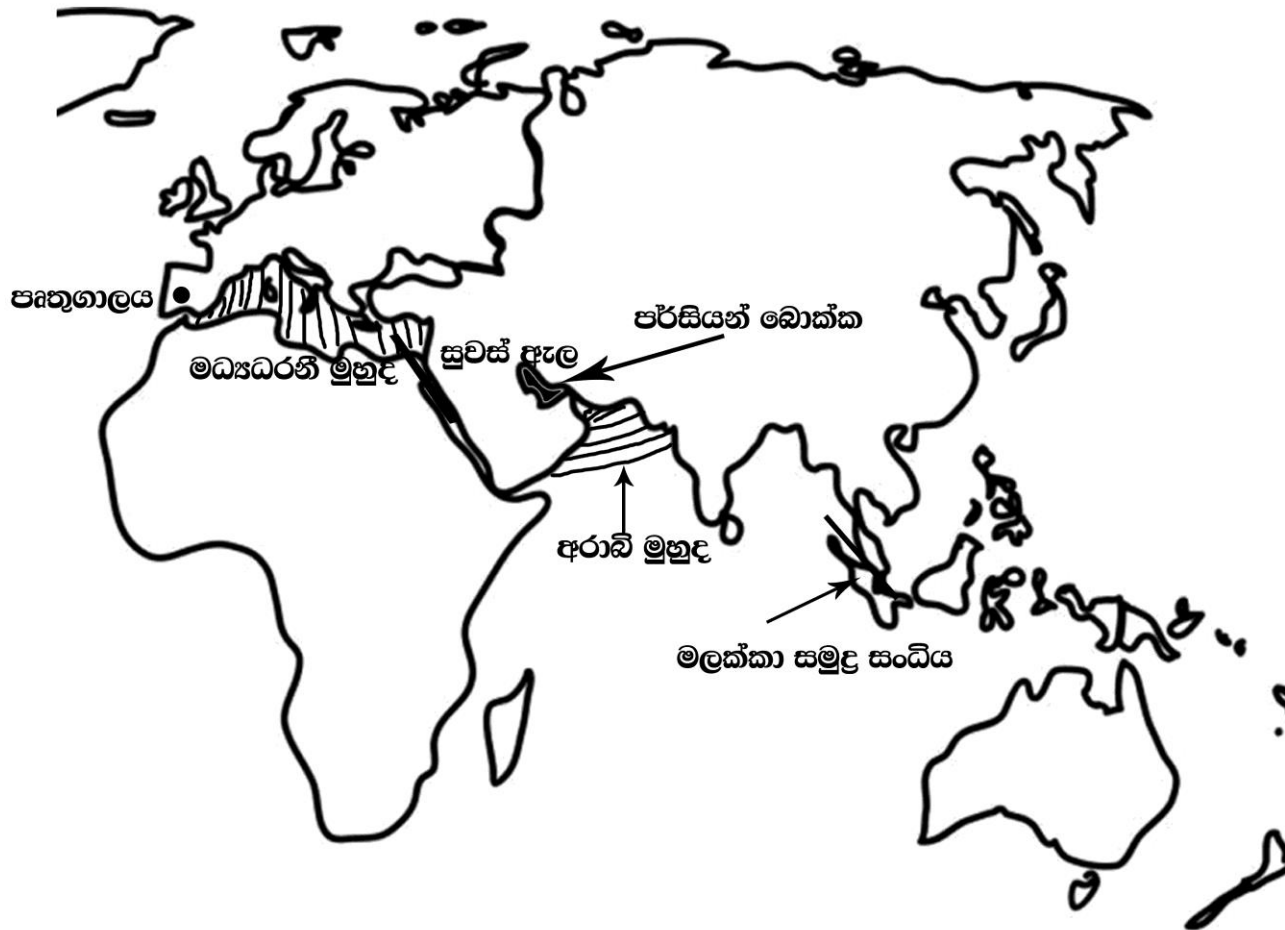 පෘතුගාලය
මධ්‍යධරනී මුහුද
සුවස් ඇල
පර්සියන් බොක්ක
අරාබි මුහුද
මලක්කා සමුද්‍ර සංධිය